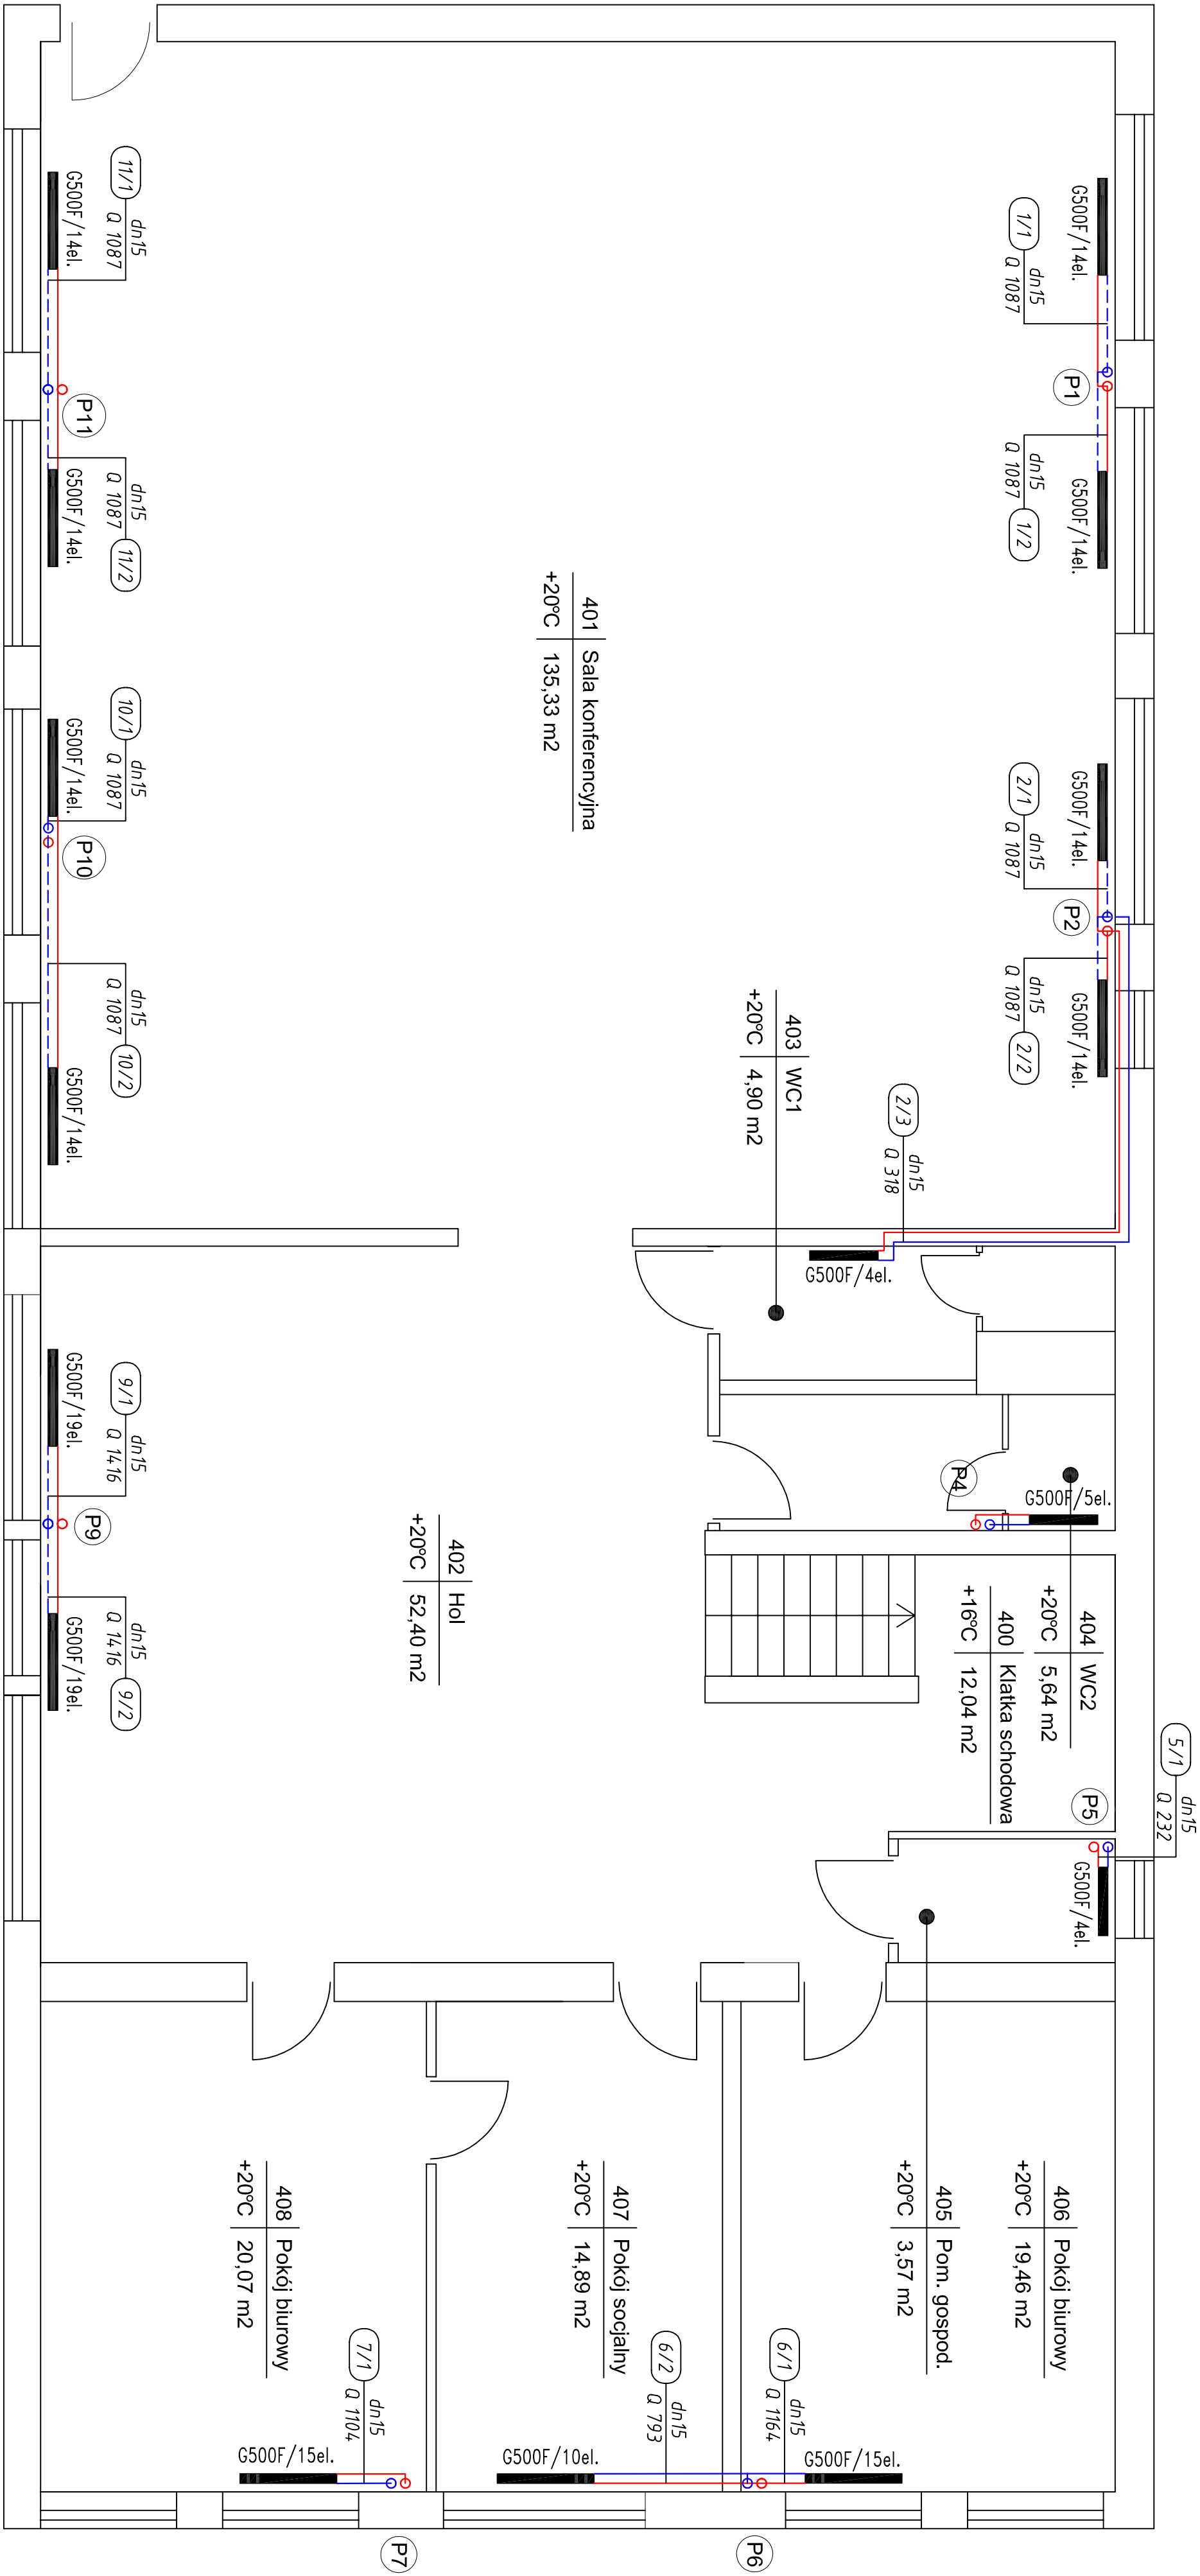 G500F/14el.
1/1
dn15
Q 1087
P1
dn15
Q 1087
1/2
G500F/14el.
G500F/14el.
2/1
dn15
Q 1087
P2
dn15
Q 1087
2/2
G500F/14el.
G500F/14el.
11/1
dn15
Q 1087
P11
dn15
Q 1087
11/2
G500F/14el.
G500F/14el.
10/1
dn15
Q 1087
P10
dn15
Q 1087
10/2
G500F/14el.
401 Sala konferencyjna
+20°C 135,33 m2
403 WC1
+20°C 4,90 m2
2/3
dn15
Q 318
G500F/4el.
P4
G500F/5el.
404 WC2
+20°C 5,64 m2
400 Klatka schodowa
+16°C 12,04 m2
5/1
dn15
Q 232
P5
G500F/4el.
402 Hol
+20°C 52,40 m2
G500F/19el.
9/1
dn15
Q 1416
P9
dn15
Q 1416
9/2
G500F/19el.
406 Pokój biurowy
+20°C 19,46 m2
405 Pom. gospod.
+20°C 3,57 m2
407 Pokój socjalny
+20°C 14,89 m2
408 Pokój biurowy
+20°C 20,07 m2
6/1
dn15
Q 1164
G500F/15el.
6/2
dn15
Q 793
G500F/10el.
7/1
dn15
Q 1104
G500F/15el.
P6
P7